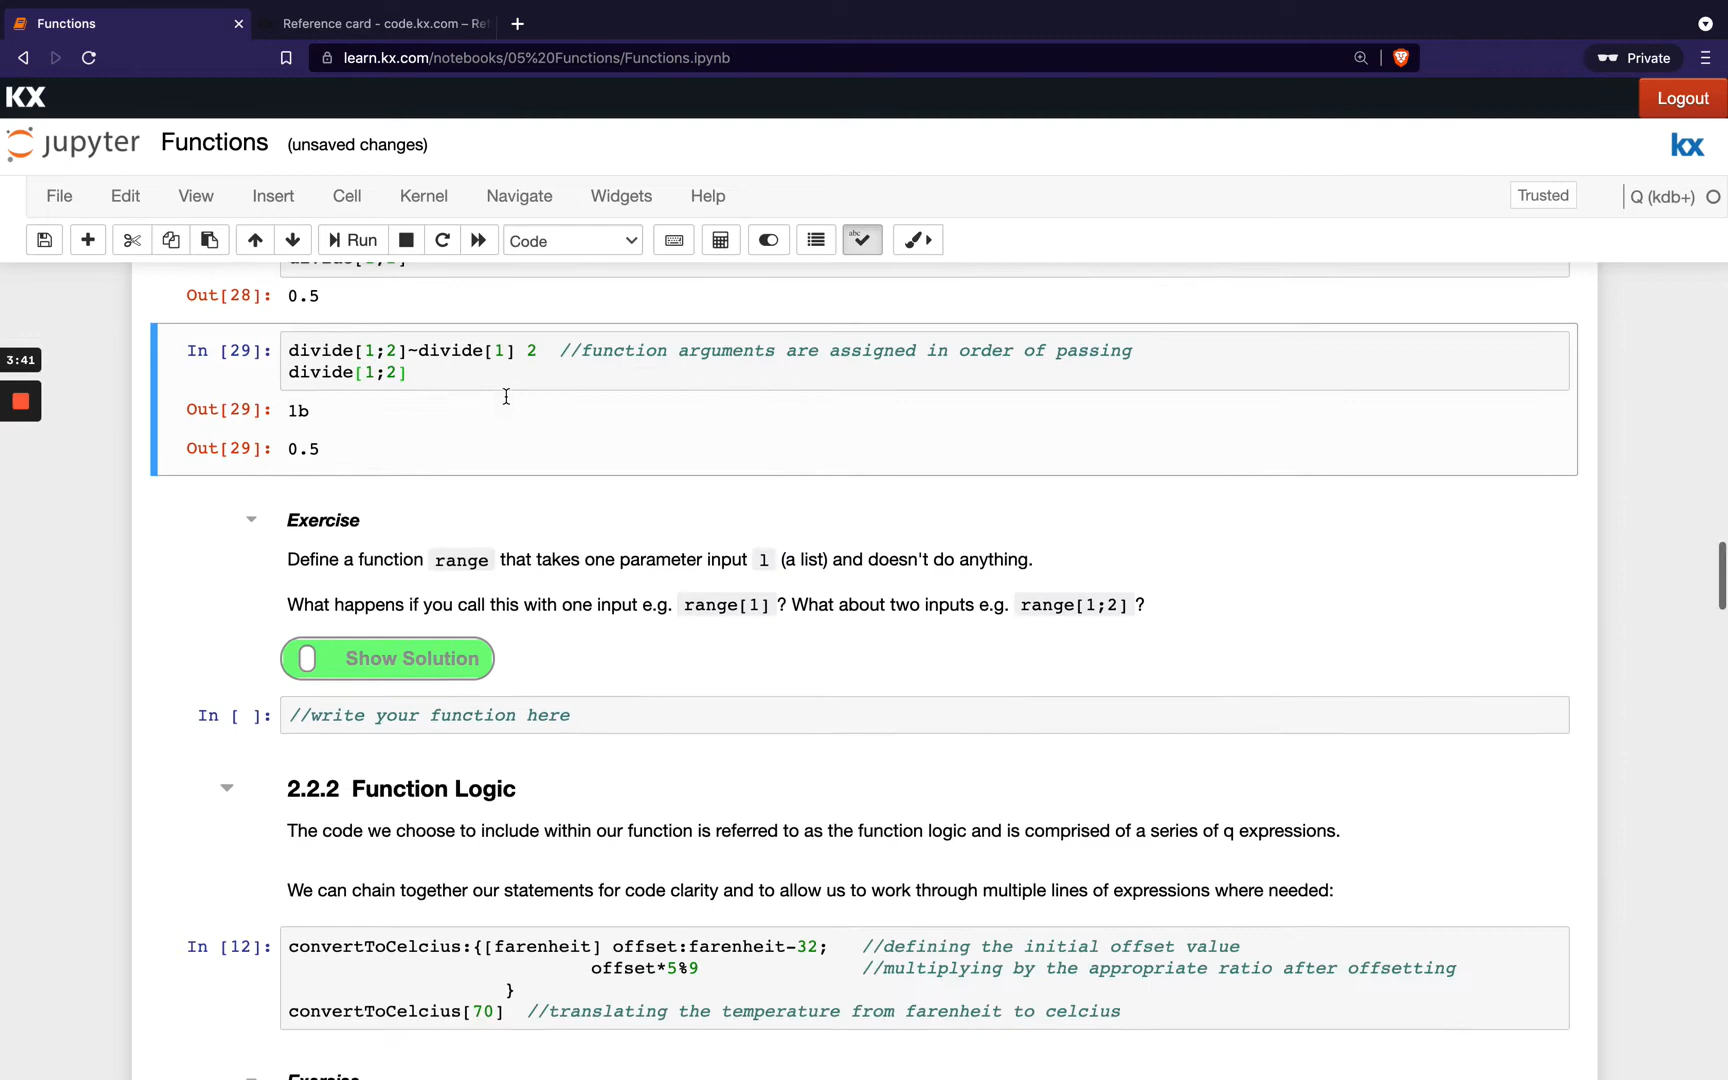 Functions
Reference card - code.kx.com – Re
learn.kx.com/notebooks/05%20Functions/Functions.ipynb
Private
KX
Logout
jupyter Functions (unsaved changes)
kx
File Edit View Insert Cell Kernel Navigate Widgets Help
Trusted
Q (kdb+)
Run
Code
Out[28]: 0.5
3:41
In [29]: divide[1;2]~divide[1] 2 //function arguments are assigned in order of passing
divide[1;2]
Out[29]: 1b
Out[29]: 0.5
Exercise
Define a function range that takes one parameter input l (a list) and doesn't do anything.
What happens if you call this with one input e.g. range[1] ? What about two inputs e.g. range[1;2] ?
Show Solution
In [ ]: //write your function here
2.2.2 Function Logic
The code we choose to include within our function is referred to as the function logic and is comprised of a series of q expressions.
We can chain together our statements for code clarity and to allow us to work through multiple lines of expressions where needed:
In [12]: convertToCelcius:{[farenheit] offset:farenheit-32; //defining the initial offset value
offset*5%9 //multiplying by the appropriate ratio after offsetting
}
convertToCelcius[70] //translating the temperature from farenheit to celcius
Exercise